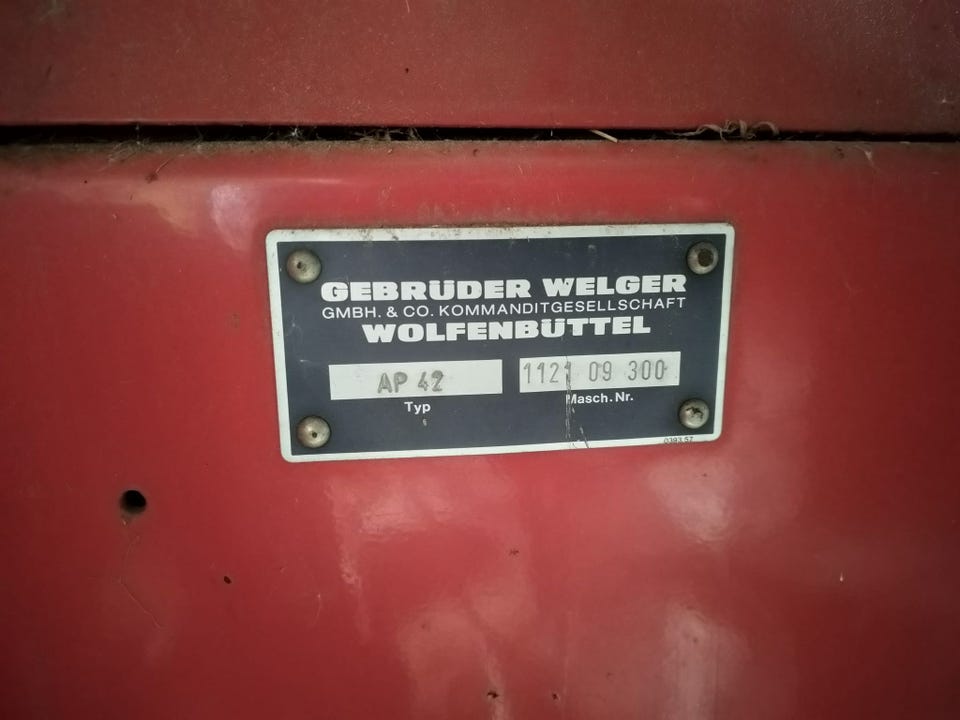 GEBRÜDER WELGER
GMBH. & CO. KOMMANDITGESELLSCHAFT
WOLFENBÜTTEL
AP 42 1121 09 300
Typ Masch. Nr.
0393.57